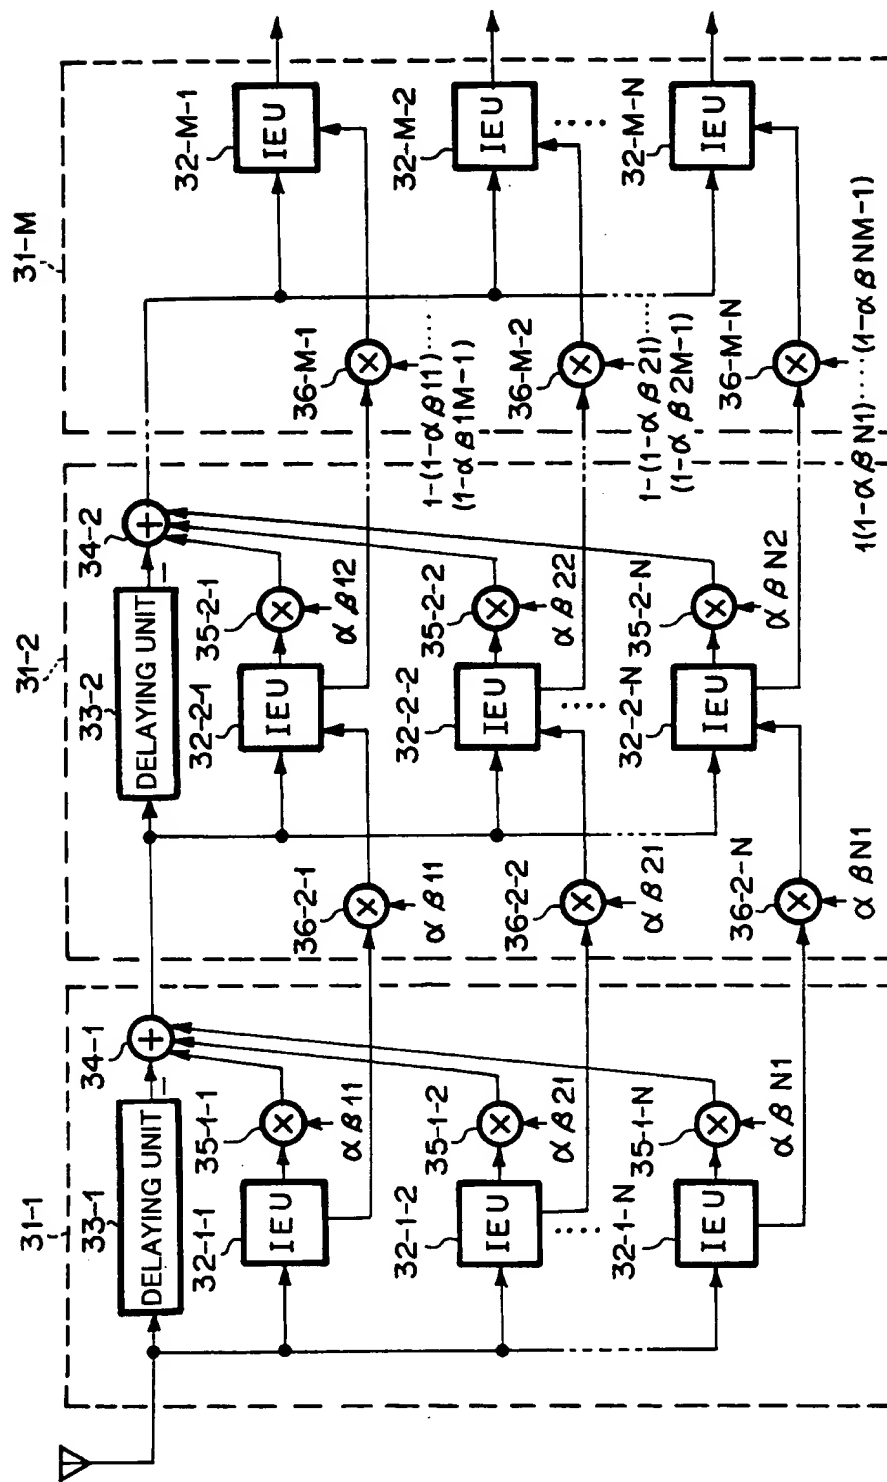 31-1
33-1
DELAYING UNIT
34-1
32-1-1
IEU
35-1-1
αβ11
32-1-2
IEU
35-1-2
αβ21
32-1-N
IEU
35-1-N
αβN1
31-2
33-2
DELAYING UNIT
34-2
36-2-1
αβ11
32-2-1
IEU
35-2-1
αβ12
36-2-2
αβ21
32-2-2
IEU
35-2-2
αβ22
36-2-N
αβN1
32-2-N
IEU
35-2-N
αβN2
31-M
36-M-1
1-(1-αβ11)·····
(1-αβ1M-1)
32-M-1
IEU
36-M-2
1-(1-αβ21)·····
(1-αβ2M-1)
32-M-2
IEU
36-M-N
1(1-αβN1)·····(1-αβNM-1)
32-M-N
IEU